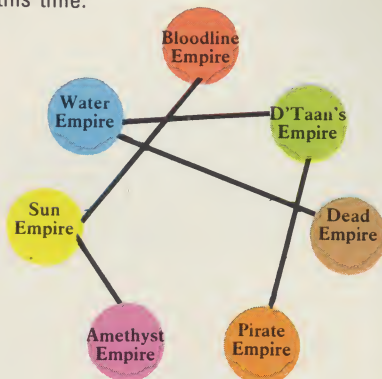 this time.
Bloodline
Empire
Water
Empire
D'Taan's
Empire
Sun
Empire
Dead
Empire
Amethyst
Empire
Pirate
Empire